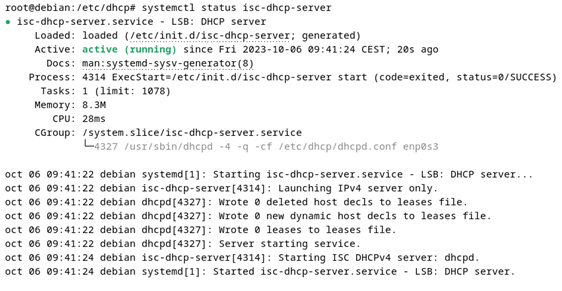 root@debian:/etc/dhcp# systemctl status isc-dhcp-server
● isc-dhcp-server.service - LSB: DHCP server
Loaded: loaded (/etc/init.d/isc-dhcp-server; generated)
Active: active (running) since Fri 2023-10-06 09:41:24 CEST; 20s ago
Docs: man:systemd-sysv-generator(8)
Process: 4314 ExecStart=/etc/init.d/isc-dhcp-server start (code=exited, status=0/SUCCESS)
Tasks: 1 (limit: 1078)
Memory: 8.3M
CPU: 28ms
CGroup: /system.slice/isc-dhcp-server.service
└─4327 /usr/sbin/dhcpd -4 -q -cf /etc/dhcp/dhcpd.conf enp0s3
oct 06 09:41:22 debian systemd[1]: Starting isc-dhcp-server.service - LSB: DHCP server...
oct 06 09:41:22 debian isc-dhcp-server[4314]: Launching IPv4 server only.
oct 06 09:41:22 debian dhcpd[4327]: Wrote 0 deleted host decls to leases file.
oct 06 09:41:22 debian dhcpd[4327]: Wrote 0 new dynamic host decls to leases file.
oct 06 09:41:22 debian dhcpd[4327]: Wrote 0 leases to leases file.
oct 06 09:41:22 debian dhcpd[4327]: Server starting service.
oct 06 09:41:24 debian isc-dhcp-server[4314]: Starting ISC DHCPv4 server: dhcpd.
oct 06 09:41:24 debian systemd[1]: Started isc-dhcp-server.service - LSB: DHCP server.